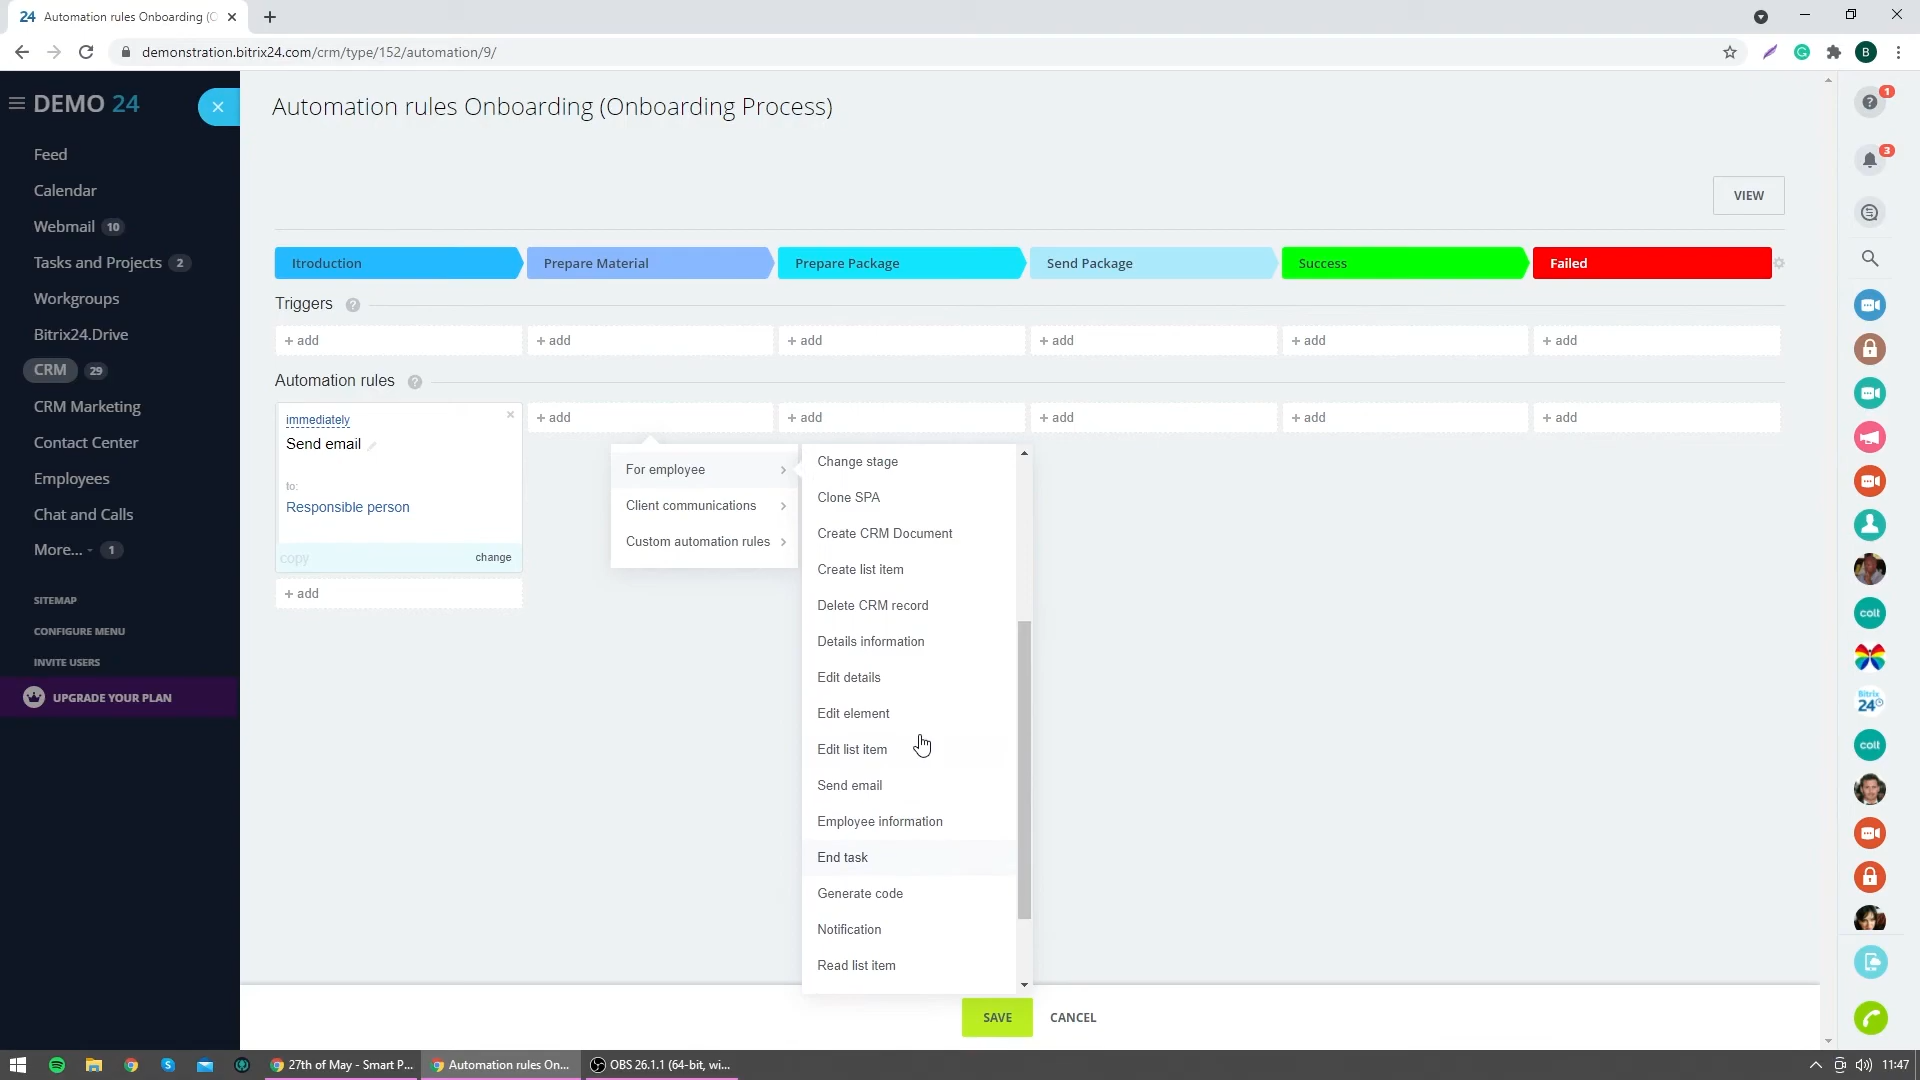 24 Automation rules Onboarding (C
demonstration.bitrix24.com/crm/type/152/automation/9/
B
DEMO 24
Feed
Calendar
Webmail 10
Tasks and Projects 2
Workgroups
Bitrix24.Drive
CRM 29
CRM Marketing
Contact Center
Employees
Chat and Calls
More... 1
SITEMAP
CONFIGURE MENU
INVITE USERS
UPGRADE YOUR PLAN
Automation rules Onboarding (Onboarding Process)
VIEW
Itroduction Prepare Material Prepare Package Send Package Success Failed
Triggers ?
+ add + add + add + add + add + add
Automation rules ?
immediately
Send email
to:
Responsible person
copy change
+ add
+ add + add + add + add + add
For employee
Client communications
Custom automation rules
Change stage
Clone SPA
Create CRM Document
Create list item
Delete CRM record
Details information
Edit details
Edit element
Edit list item
Send email
Employee information
End task
Generate code
Notification
Read list item
SAVE CANCEL
? 1
3
colt
Bitrix
24
colt
27th of May - Smart P...
Automation rules On...
OBS 26.1.1 (64-bit, wi...
11:47